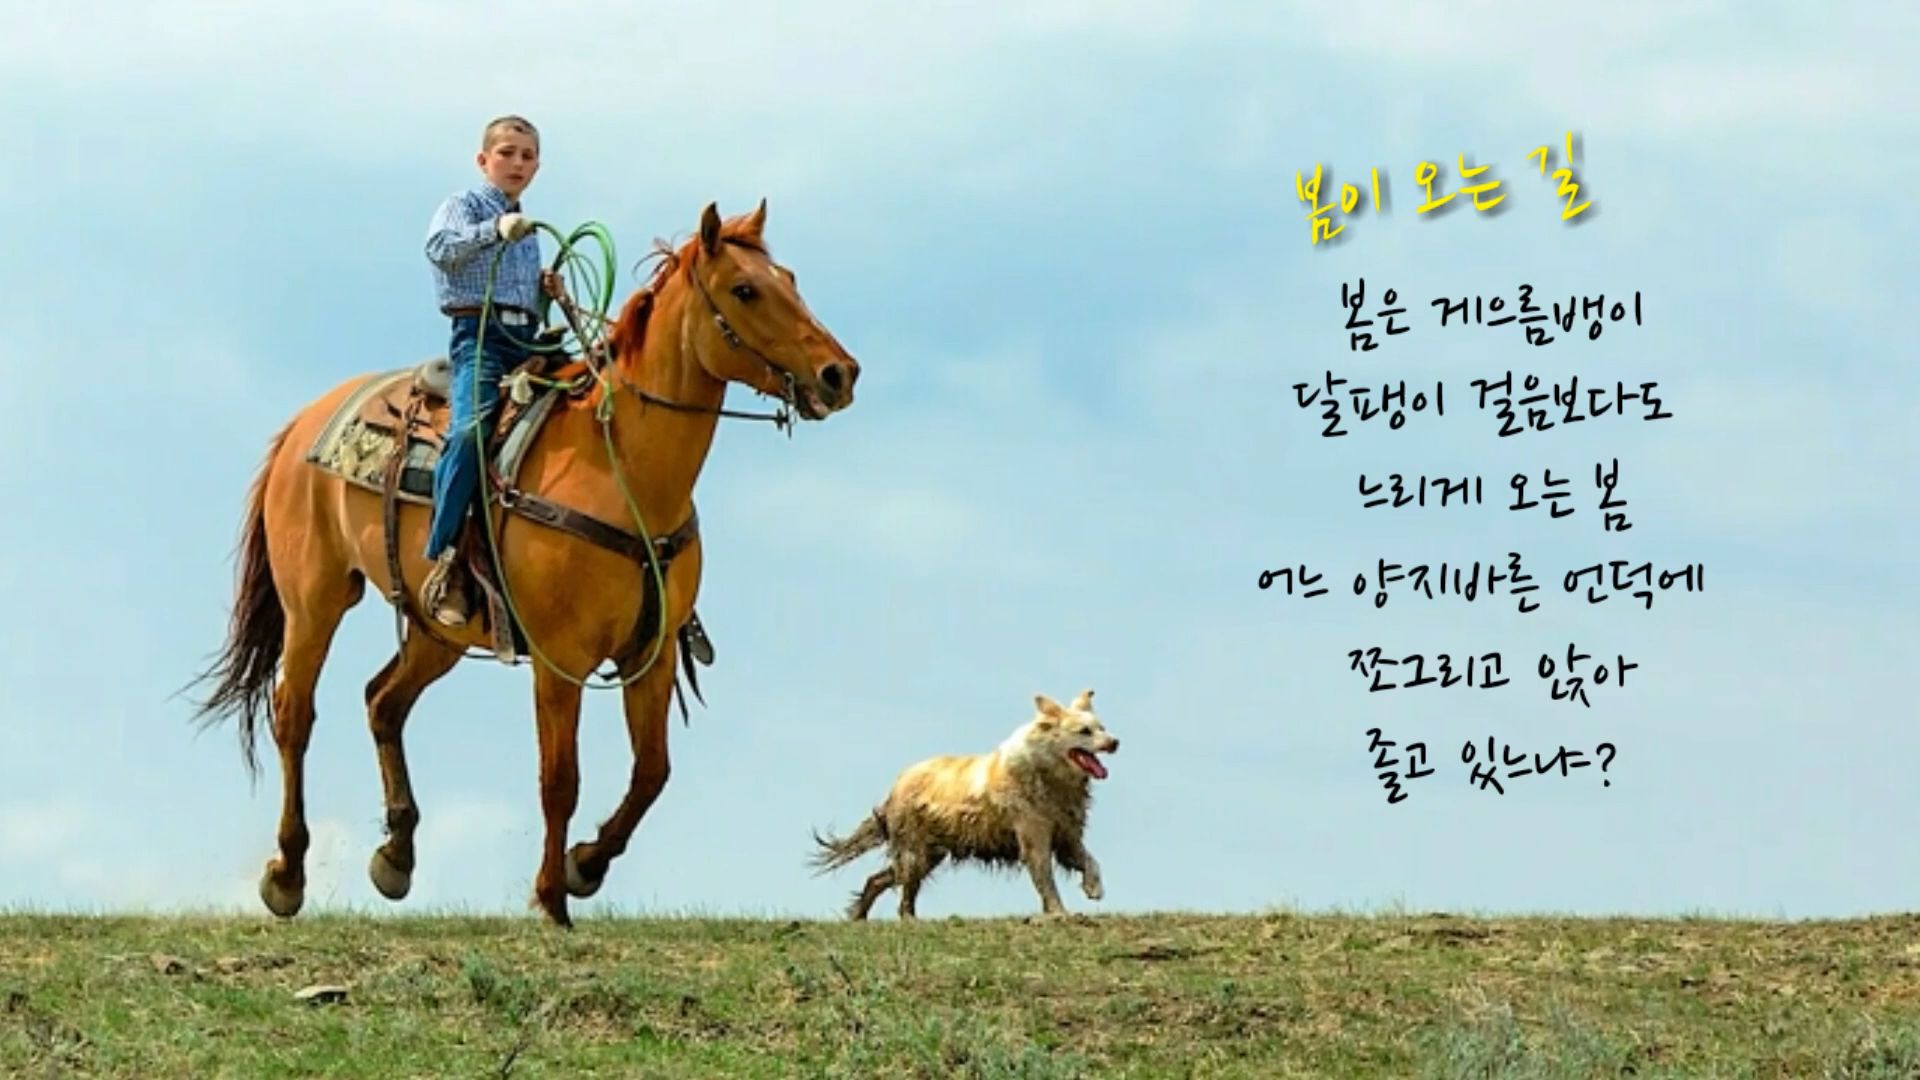 봄이 오는 길
봄은 게으름뱅이
달팽이 걸음보다도
느리게 오는 봄
어느 양지바른 언덕에
쪼그리고 앉아
졸고 있느냐?